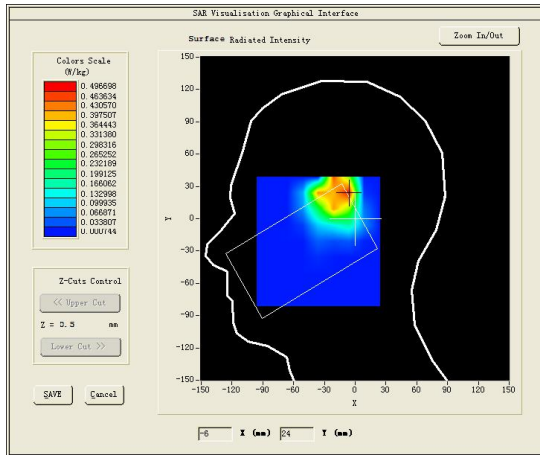 SAR Visualisation Graphical Interface
Surface Radiated Intensity
Zoom In/Out
Colors Scale
(W/kg)
0.496698
0.463634
0.430570
0.397507
0.364443
0.331380
0.298316
0.265252
0.232189
0.199125
0.166062
0.132998
0.099935
0.066871
0.033807
0.000744
Z-Cuts Control
<< Upper Cut
Z = 3.5 mm
Lower Cut >>
SAVE
Cancel
150
120
90
60
30
0
-30
-60
-90
-120
-150
Y
-150 -120 -90 -60 -30 0 30 60 90 120 150
X
-6 X (mm) 24 Y (mm)